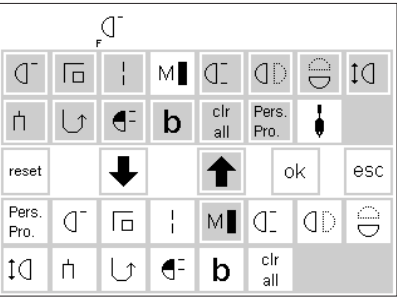 F
M
b clr all Pers. Pro.
reset ok esc
Pers. Pro. M
b clr all